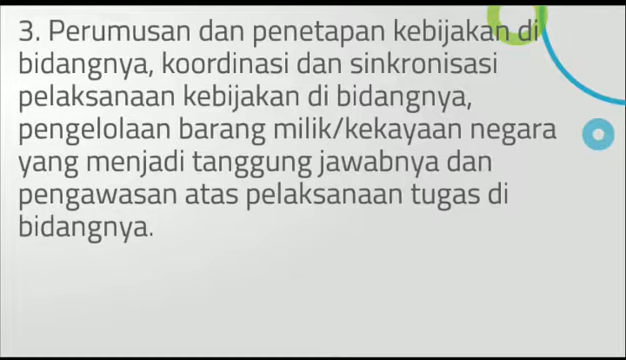 3. Perumusan dan penetapan kebijakan di
bidangnya, koordinasi dan sinkronisasi
pelaksanaan kebijakan di bidangnya,
pengelolaan barang milik/kekayaan negara
yang menjadi tanggung jawabnya dan
pengawasan atas pelaksanaan tugas di
bidangnya.